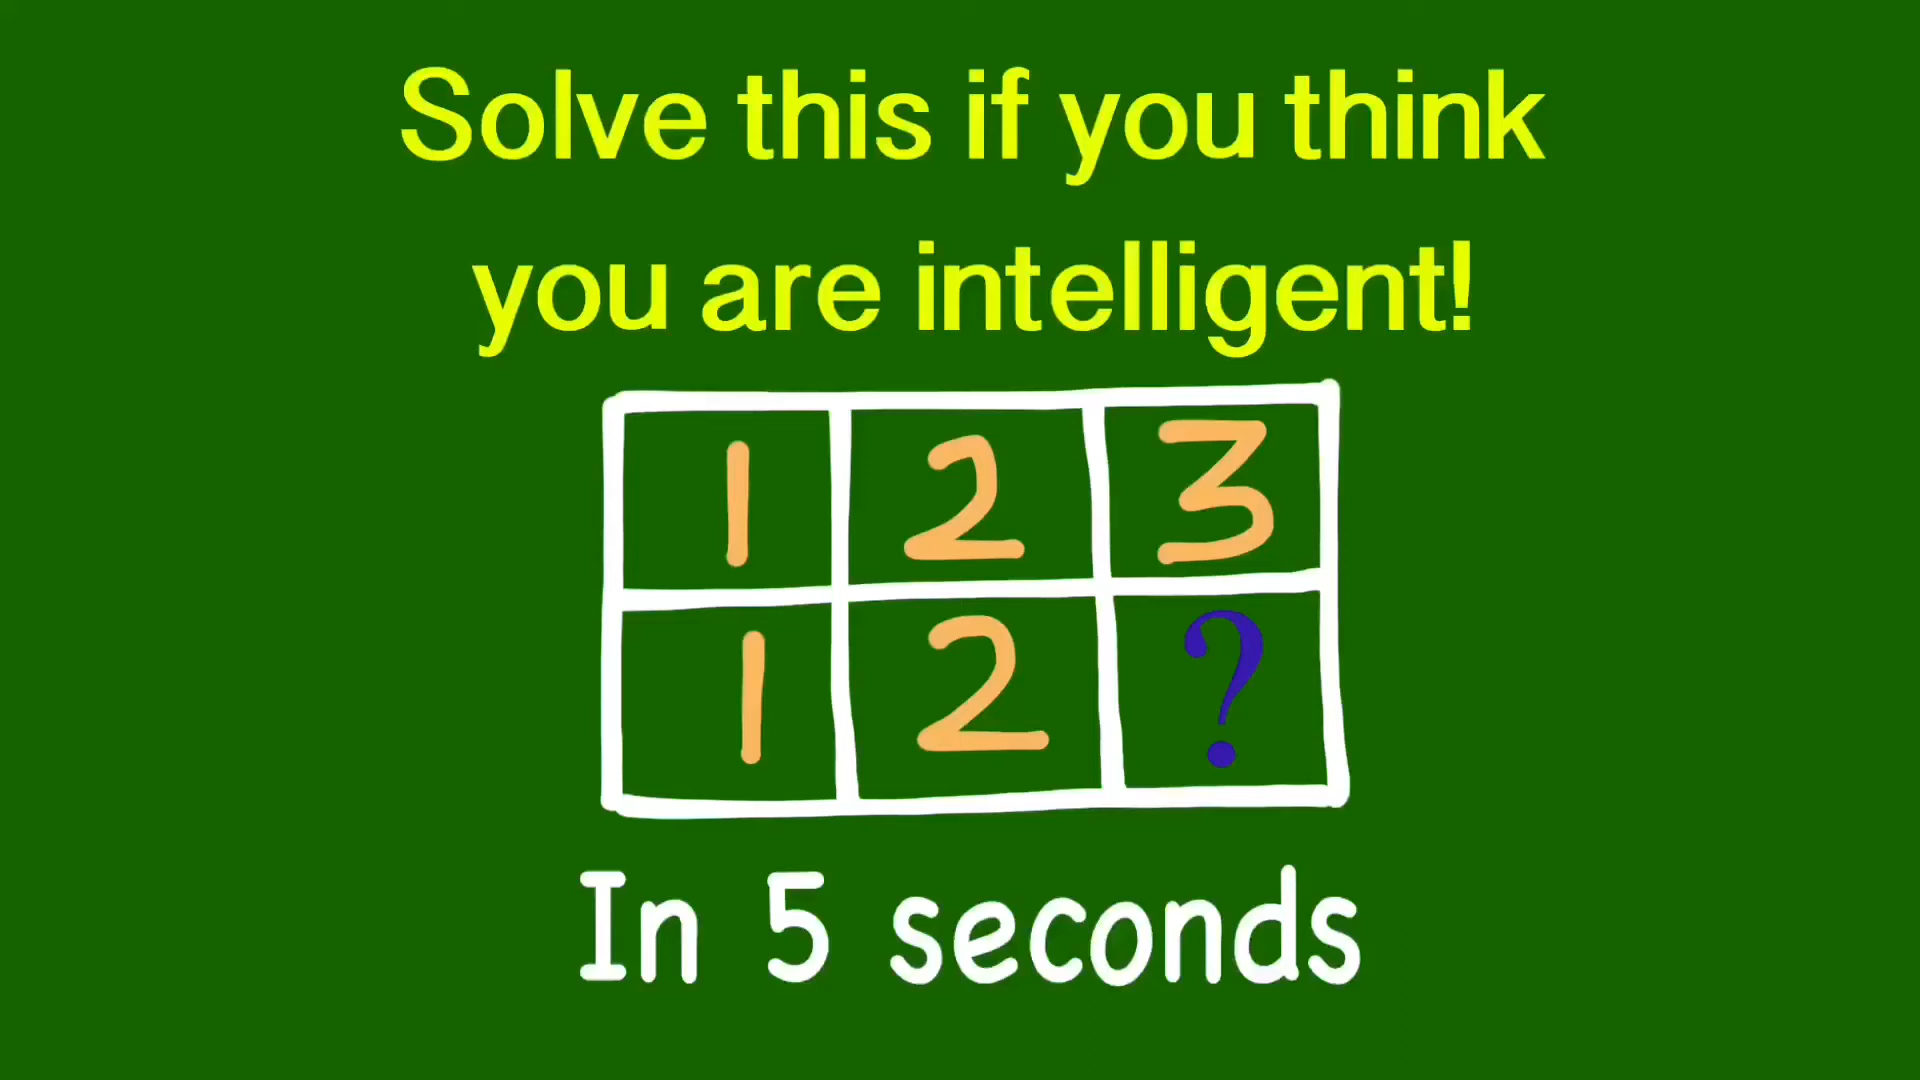 Solve this if you think
you are intelligent!
1 2 3
1 2 ?
In 5 seconds